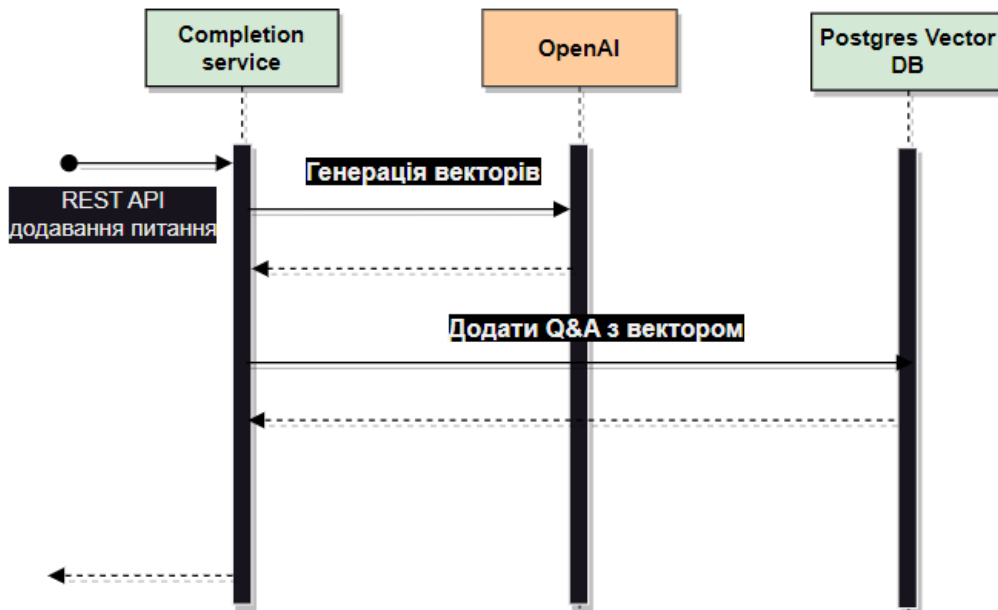 Completion
service
OpenAI
Postgres Vector
DB
REST API
додавання питання
Генерація векторів
Додати Q&A з вектором